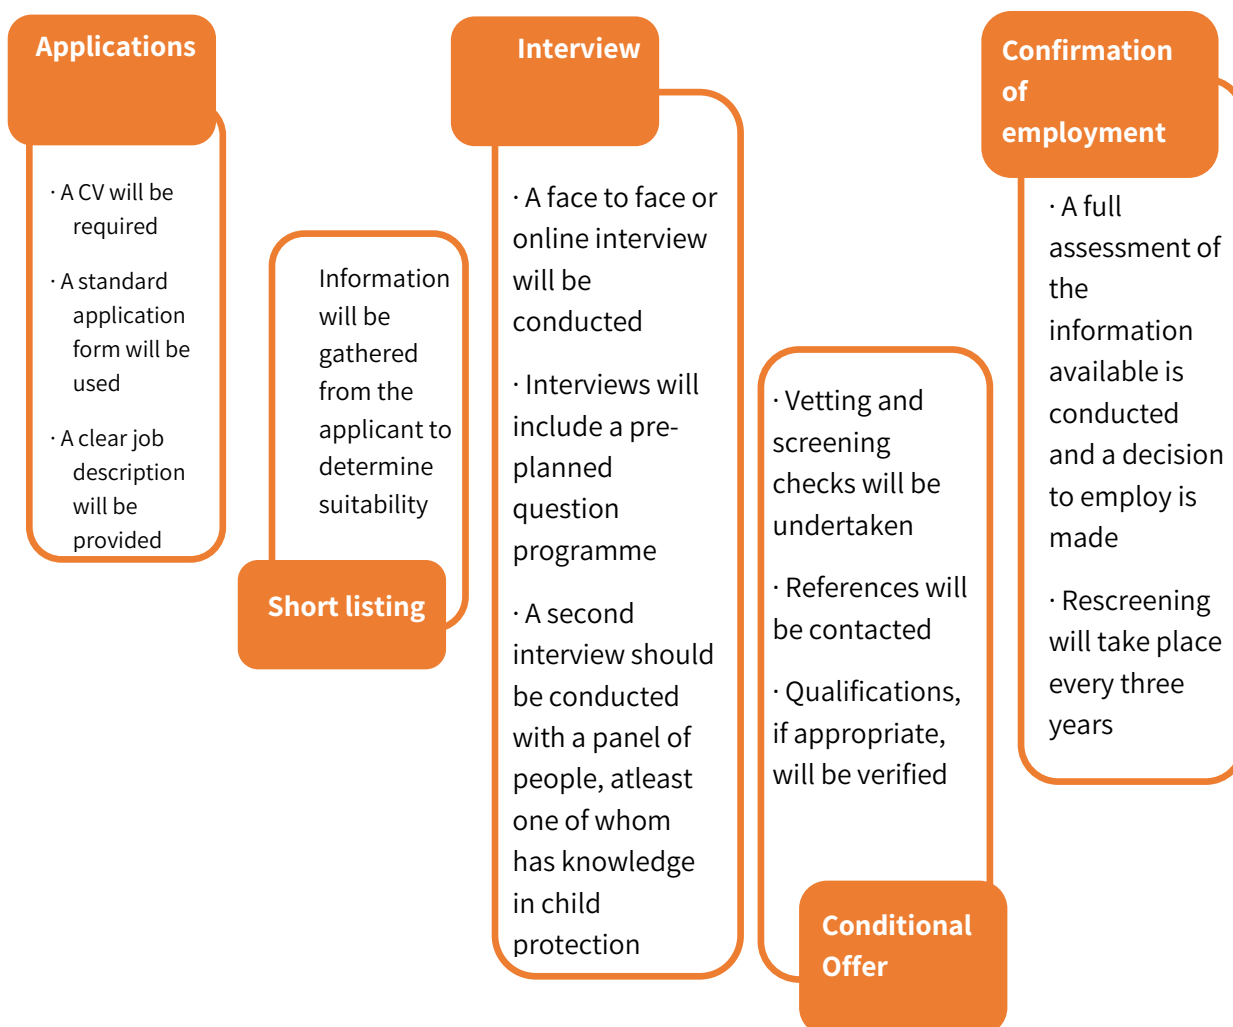 Applications
· A CV will be
required
· A standard
application
form will be
used
· A clear job
description
will be
provided
Information
will be
gathered
from the
applicant to
determine
suitability
Short listing
Interview
· A face to face or
online interview
will be
conducted
· Interviews will
include a pre-
planned
question
programme
· A second
interview should
be conducted
with a panel of
people, atleast
one of whom
has knowledge
in child
protection
· Vetting and
screening
checks will be
undertaken
· References will
be contacted
· Qualifications,
if appropriate,
will be verified
Conditional
Offer
Confirmation
of
employment
· A full
assessment of
the
information
available is
conducted
and a decision
to employ is
made
· Rescreening
will take place
every three
years